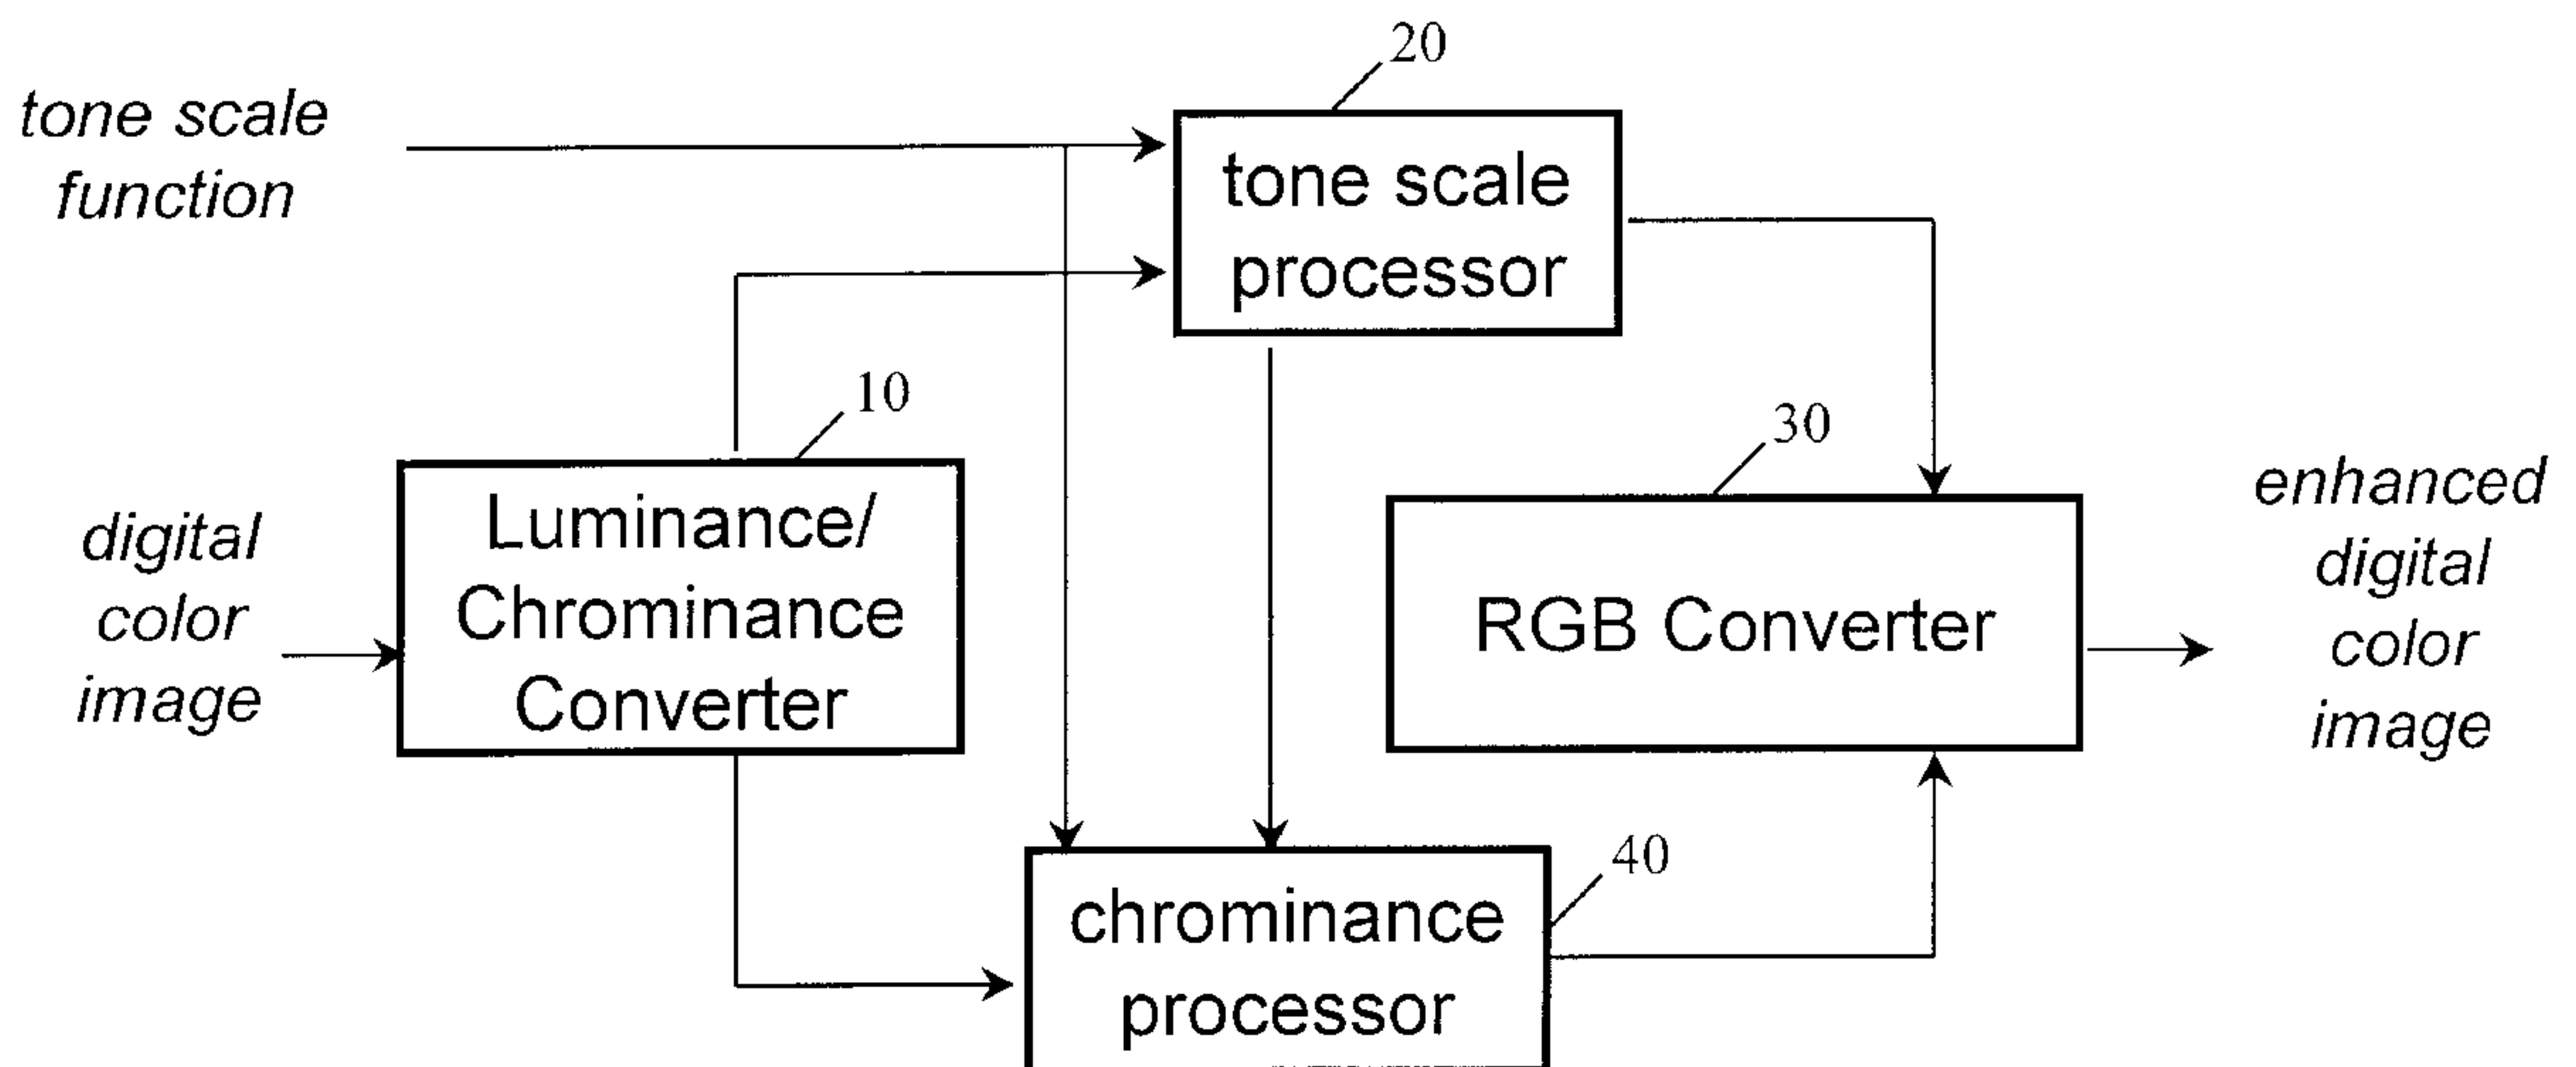 20
tone scale
function
tone scale
processor
10
30
digital
color
image
Luminance/
Chrominance
Converter
RGB Converter
enhanced
digital
color
image
40
chrominance
processor